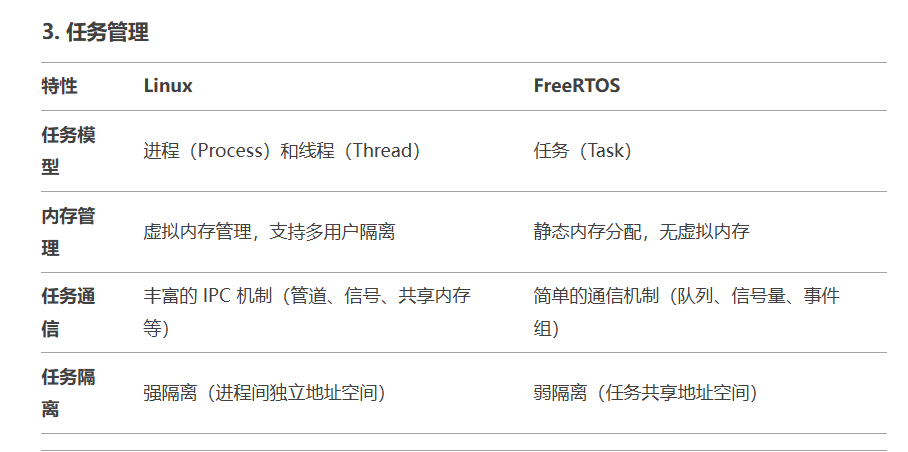 3. 任务管理
特性 Linux FreeRTOS
任务模
型 进程（Process）和线程（Thread） 任务（Task）
内存管
理 虚拟内存管理，支持多用户隔离 静态内存分配，无虚拟内存
任务通 丰富的 IPC 机制（管道、信号、共享内存 简单的通信机制（队列、信号量、事件
信 等） 组）
任务隔
离 强隔离（进程间独立地址空间） 弱隔离（任务共享地址空间）